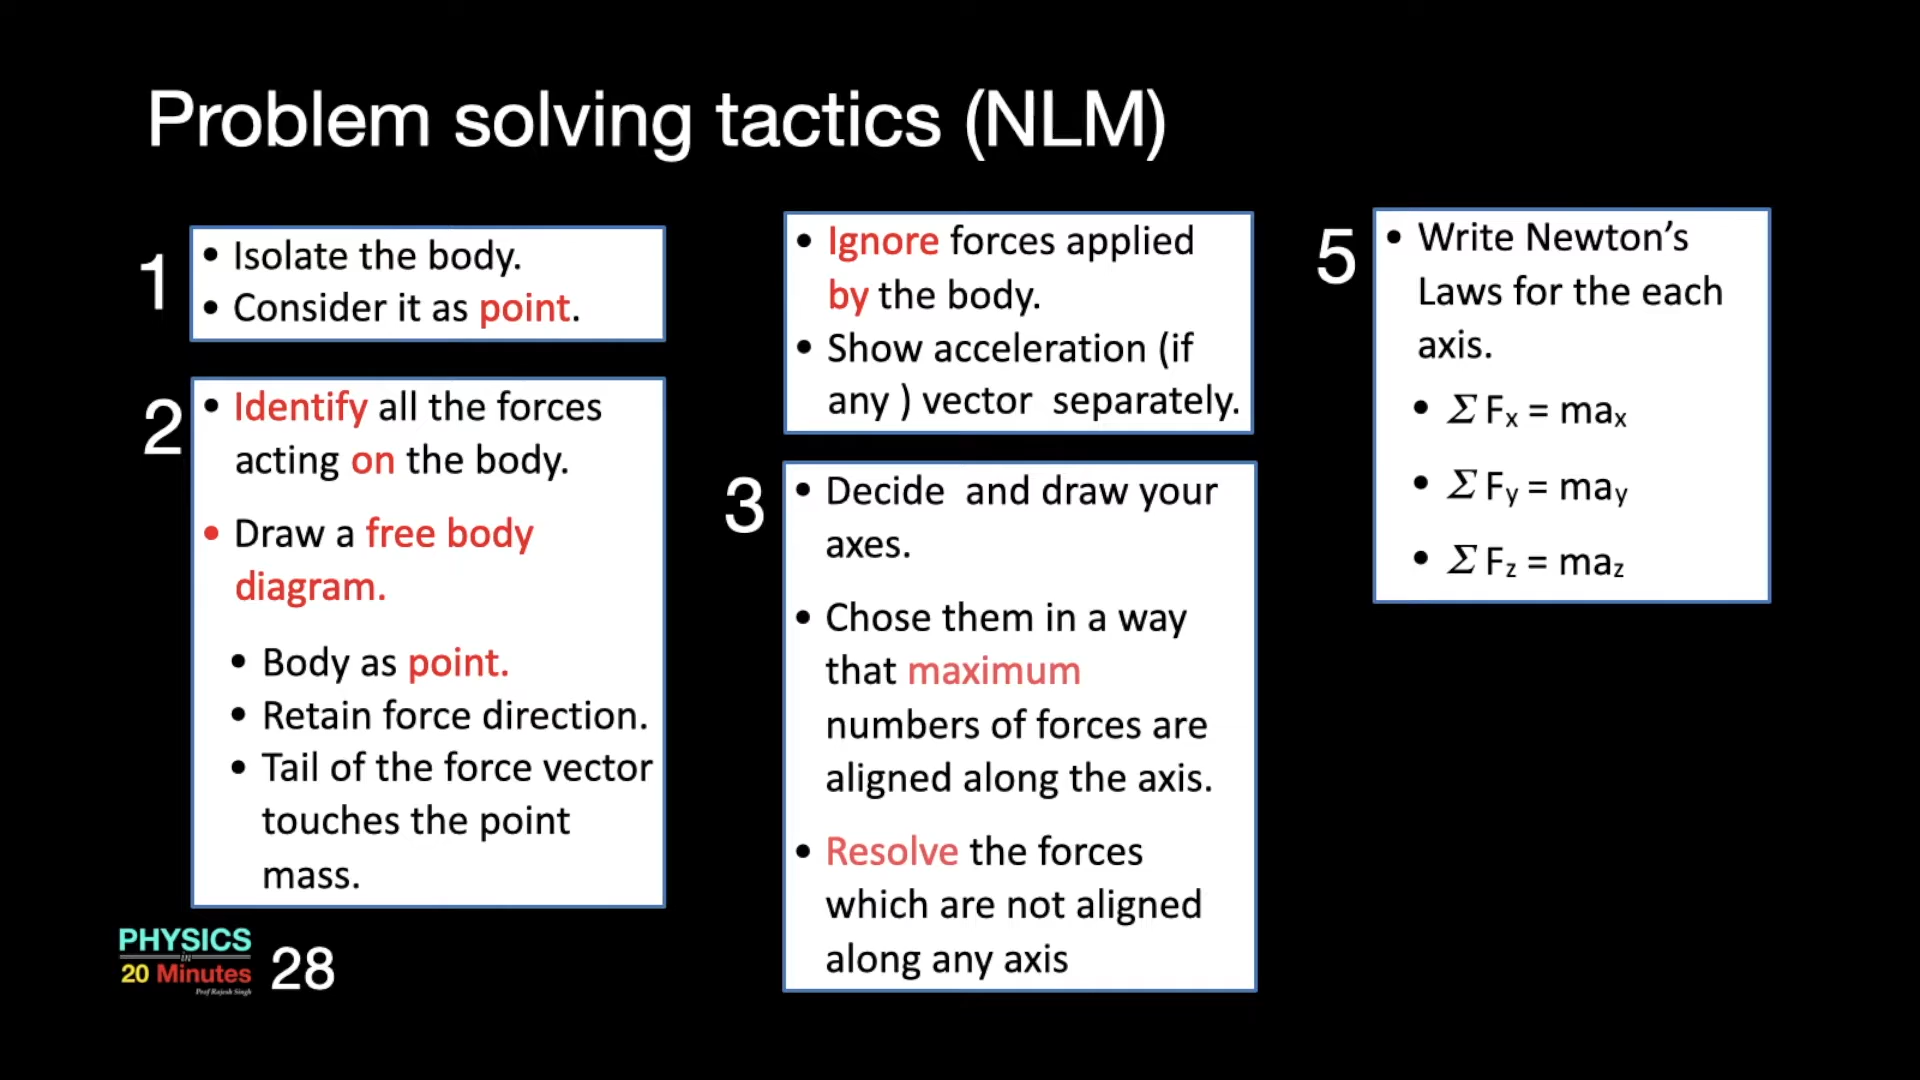 Problem solving tactics (NLM)
1
• Isolate the body.
• Consider it as point.
2
• Identify all the forces
acting on the body.
• Draw a free body
diagram.
• Body as point.
• Retain force direction.
• Tail of the force vector
touches the point
mass.
• Ignore forces applied
by the body.
• Show acceleration (if
any ) vector separately.
3
• Decide and draw your
axes.
• Chose them in a way
that maximum
numbers of forces are
aligned along the axis.
• Resolve the forces
which are not aligned
along any axis
5
• Write Newton's
Laws for the each
axis.
• Σ Fₓ = maₓ
• Σ Fy = may
• Σ Fz = maz
PHYSICS
in
20 Minutes
Prof Rajesh Singh
28